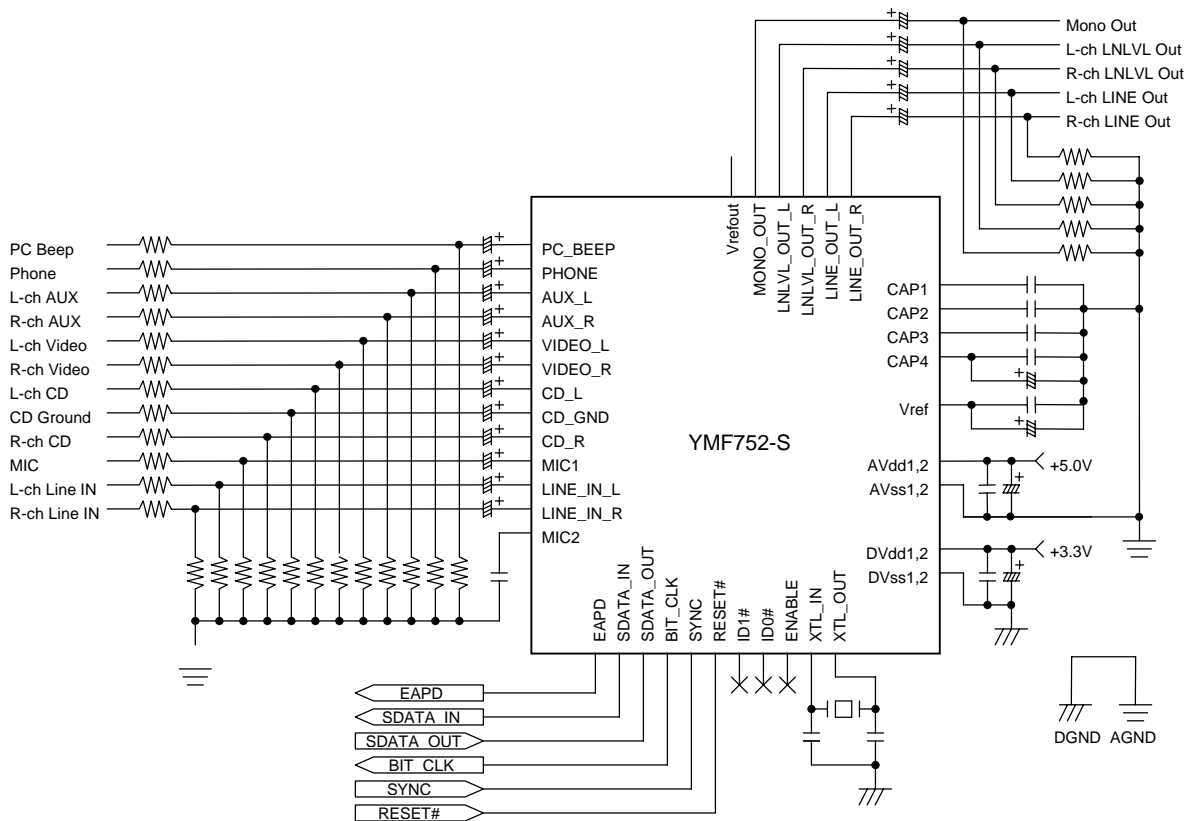 Mono Out
L-ch LNLVL Out
R-ch LNLVL Out
L-ch LINE Out
R-ch LINE Out
Vrefout
MONO_OUT
LNLVL_OUT_L
LNLVL_OUT_R
LINE_OUT_L
LINE_OUT_R
PC Beep
Phone
L-ch AUX
R-ch AUX
L-ch Video
R-ch Video
L-ch CD
CD Ground
R-ch CD
MIC
L-ch Line IN
R-ch Line IN
PC_BEEP
PHONE
AUX_L
AUX_R
VIDEO_L
VIDEO_R
CD_L
CD_GND
CD_R
MIC1
LINE_IN_L
LINE_IN_R
MIC2
YMF752-S
CAP1
CAP2
CAP3
CAP4
Vref
AVdd1,2
+5.0V
AVss1,2
DVdd1,2
+3.3V
DVss1,2
EAPD
SDATA_IN
SDATA_OUT
BIT_CLK
SYNC
RESET#
ID1#
ID0#
ENABLE
XTL_IN
XTL_OUT
EAPD
SDATA_IN
SDATA_OUT
BIT_CLK
SYNC
RESET#
DGND AGND